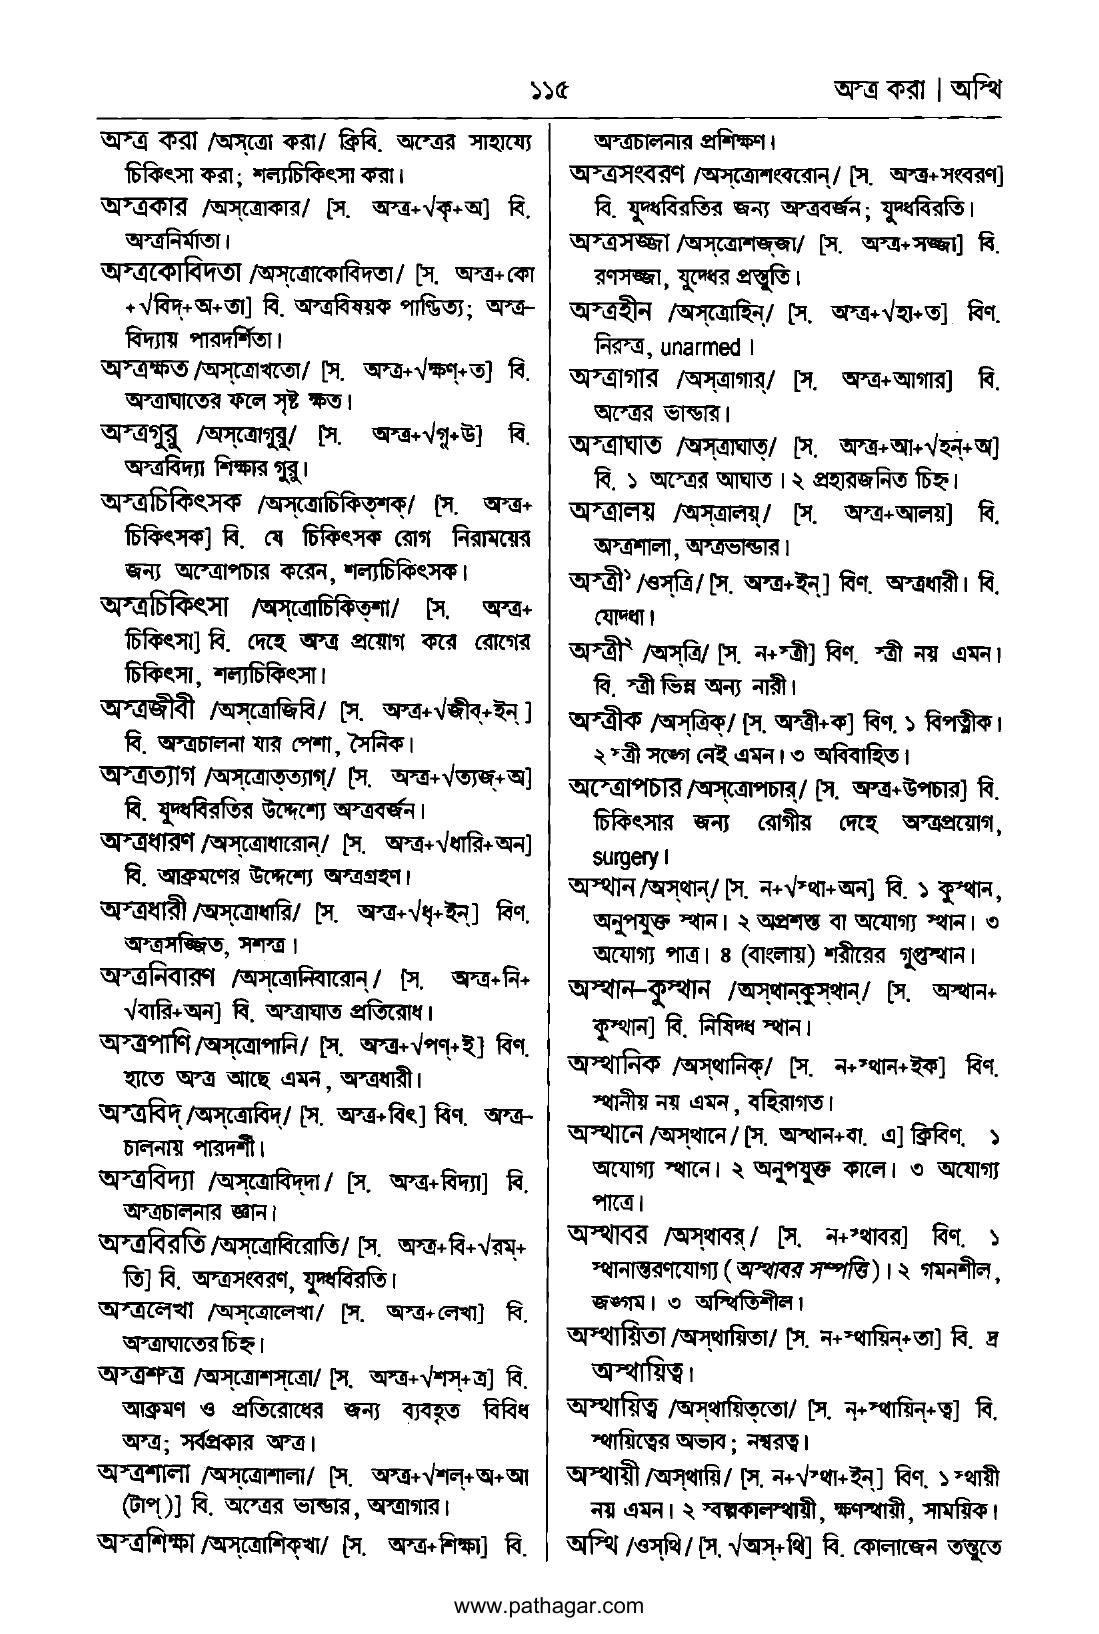 ১১৫
অস্ত্র করা | অস্থি
অস্ত্র করা /অস্‌ত্রো করা/ ক্রিবি. অস্ত্রের সাহায্যে
চিকিৎসা করা; শল্যচিকিৎসা করা।
অস্ত্রকার /অস্‌ত্রোকার/ [স. অস্ত্র+√কৃ+অ] বি.
অস্ত্রনির্মাতা।
অস্ত্রকোবিদতা /অস্‌ত্রোকোবিদতা/ [স. অস্ত্র+কো
+√বিদ্+অ+তা] বি. অস্ত্রবিষয়ক পাণ্ডিত্য; অস্ত্র–
বিদ্যায় পারদর্শিতা।
অস্ত্রক্ষত /অস্‌ত্রোখতো/ [স. অস্ত্র+√ক্ষণ্+ত] বি.
অস্ত্রাঘাতের ফলে সৃষ্ট ক্ষত।
অস্ত্রগুরু /অস্‌ত্রোগুরু/ [স. অস্ত্র+√গৃ+উ] বি.
অস্ত্রবিদ্যা শিক্ষার গুরু।
অস্ত্রচিকিৎসক /অস্‌ত্রোচিকিত্‌শক্/ [স. অস্ত্র+
চিকিৎসক] বি. যে চিকিৎসক রোগ নিরাময়ের
জন্য অস্ত্রোপচার করেন, শল্যচিকিৎসক।
অস্ত্রচিকিৎসা /অস্‌ত্রোচিকিত্‌শা/ [স. অস্ত্র+
চিকিৎসা] বি. দেহে অস্ত্র প্রয়োগ করে রোগের
চিকিৎসা, শল্যচিকিৎসা।
অস্ত্রজীবী /অস্‌ত্রোজিবি/ [স. অস্ত্র+√জীব্+ইন্ ]
বি. অস্ত্রচালনা যার পেশা, সৈনিক।
অস্ত্রত্যাগ /অস্‌ত্রোত্‌ত্যাগ্/ [স. অস্ত্র+√ত্যজ্+অ]
বি. যুদ্ধবিরতির উদ্দেশ্যে অস্ত্রবর্জন।
অস্ত্রধারণ /অস্‌ত্রোধারোন্/ [স. অস্ত্র+√ধারি+অন]
বি. আক্রমণের উদ্দেশ্যে অস্ত্রগ্রহণ।
অস্ত্রধারী /অস্‌ত্রোধারি/ [স. অস্ত্র+√ধৃ+ইন্] বিণ.
অস্ত্রসজ্জিত, সশস্ত্র।
অস্ত্রনিবারণ /অস্‌ত্রোনিবারোন্/ [স. অস্ত্র+নি+
√বারি+অন] বি. অস্ত্রাঘাত প্রতিরোধ।
অস্ত্রপাণি /অস্‌ত্রোপানি/ [স. অস্ত্র+√পণ্+ই] বিণ.
হাতে অস্ত্র আছে এমন, অস্ত্রধারী।
অস্ত্রবিদ্ /অস্‌ত্রোবিদ্/ [স. অস্ত্র+বিৎ] বিণ. অস্ত্র–
চালনায় পারদর্শী।
অস্ত্রবিদ্যা /অস্‌ত্রোবিদ্‌দা/ [স. অস্ত্র+বিদ্যা] বি.
অস্ত্রচালনার জ্ঞান।
অস্ত্রবিরতি /অস্‌ত্রোবিরোতি/ [স. অস্ত্র+বি+√রম্+
তি] বি. অস্ত্রসংবরণ, যুদ্ধবিরতি।
অস্ত্রলেখা /অস্‌ত্রোলেখা/ [স. অস্ত্র+লেখা] বি.
অস্ত্রাঘাতের চিহ্ন।
অস্ত্রশস্ত্র /অস্‌ত্রোশস্‌ত্রো/ [স. অস্ত্র+√শস্+ত্র] বি.
আক্রমণ ও প্রতিরোধের জন্য ব্যবহৃত বিবিধ
অস্ত্র; সর্বপ্রকার অস্ত্র।
অস্ত্রশালা /অস্‌ত্রোশালা/ [স. অস্ত্র+√শল্+অ+আ
(টাপ্)] বি. অস্ত্রের ভান্ডার, অস্ত্রাগার।
অস্ত্রশিক্ষা /অস্‌ত্রোশিক্‌খা/ [স. অস্ত্র+শিক্ষা] বি.
অস্ত্রচালনার প্রশিক্ষণ।
অস্ত্রসংবরণ /অস্‌ত্রোশংবরোন্/ [স. অস্ত্র+সংবরণ]
বি. যুদ্ধবিরতির জন্য অস্ত্রবর্জন; যুদ্ধবিরতি।
অস্ত্রসজ্জা /অস্‌ত্রোশজ্‌জা/ [স. অস্ত্র+সজ্জা] বি.
রণসজ্জা, যুদ্ধের প্রস্তুতি।
অস্ত্রহীন /অস্‌ত্রোহিন্/ [স. অস্ত্র+√হা+ত] বিণ.
নিরস্ত্র, unarmed।
অস্ত্রাগার /অস্‌ত্রাগার্/ [স. অস্ত্র+আগার] বি.
অস্ত্রের ভান্ডার।
অস্ত্রাঘাত /অস্‌ত্রাঘাত্/ [স. অস্ত্র+আ+√হন্+অ]
বি. ১ অস্ত্রের আঘাত। ২ প্রহারজনিত চিহ্ন।
অস্ত্রালয় /অস্‌ত্রালয়্/ [স. অস্ত্র+আলয়] বি.
অস্ত্রশালা, অস্ত্রভান্ডার।
অস্ত্রী১ /ওস্‌ত্রি/ [স. অস্ত্র+ইন্] বিণ. অস্ত্রধারী। বি.
যোদ্ধা।
অস্ত্রী২ /অস্‌ত্রি/ [স. ন+স্ত্রী] বিণ. স্ত্রী নয় এমন।
বি. স্ত্রী ভিন্ন অন্য নারী।
অস্ত্রীক /অস্‌ত্রিক্/ [স. অস্ত্রী+ক] বিণ. ১ বিপত্নীক।
২ স্ত্রী সঙ্গে নেই এমন। ৩ অবিবাহিত।
অস্ত্রোপচার /অস্‌ত্রোপচার্/ [স. অস্ত্র+উপচার] বি.
চিকিৎসার জন্য রোগীর দেহে অস্ত্রপ্রয়োগ,
surgery।
অস্থান /অস্‌থান্/ [স. ন+√স্থা+অন] বি. ১ কুস্থান,
অনুপযুক্ত স্থান। ২ অপ্রশস্ত বা অযোগ্য স্থান। ৩
অযোগ্য পাত্র। ৪ (বাংলায়) শরীরের গুপ্তস্থান।
অস্থান–কুস্থান /অস্‌থানকুস্‌থান্/ [স. অস্থান+
কুস্থান] বি. নিষিদ্ধ স্থান।
অস্থানিক /অস্‌থানিক্/ [স. ন+স্থান+ইক] বিণ.
স্থানীয় নয় এমন, বহিরাগত।
অস্থানে /অস্‌থানে/ [স. অস্থান+বা. এ] ক্রিবিণ. ১
অযোগ্য স্থানে। ২ অনুপযুক্ত কালে। ৩ অযোগ্য
পাত্রে।
অস্থাবর /অস্‌থাবর্/ [স. ন+স্থাবর] বিণ. ১
স্থানান্তরণযোগ্য (অস্থাবর সম্পত্তি)। ২ গমনশীল,
জঙ্গম। ৩ অস্থিতিশীল।
অস্থায়িতা /অস্‌থায়িতা/ [স. ন+স্থায়িন্+তা] বি. দ্র
অস্থায়িত্ব।
অস্থায়িত্ব /অস্‌থায়িত্‌তো/ [স. ন্+স্থায়িন্+ত্ব] বি.
স্থায়িত্বের অভাব; নশ্বরত্ব।
অস্থায়ী /অস্‌থায়ি/ [স. ন+√স্থা+ইন্] বিণ. ১ স্থায়ী
নয় এমন। ২ স্বল্পকালস্থায়ী, ক্ষণস্থায়ী, সাময়িক।
অস্থি /ওস্‌থি/ [স. √অস্+থি] বি. কোলাজেন তন্তুতে
www.pathagar.com